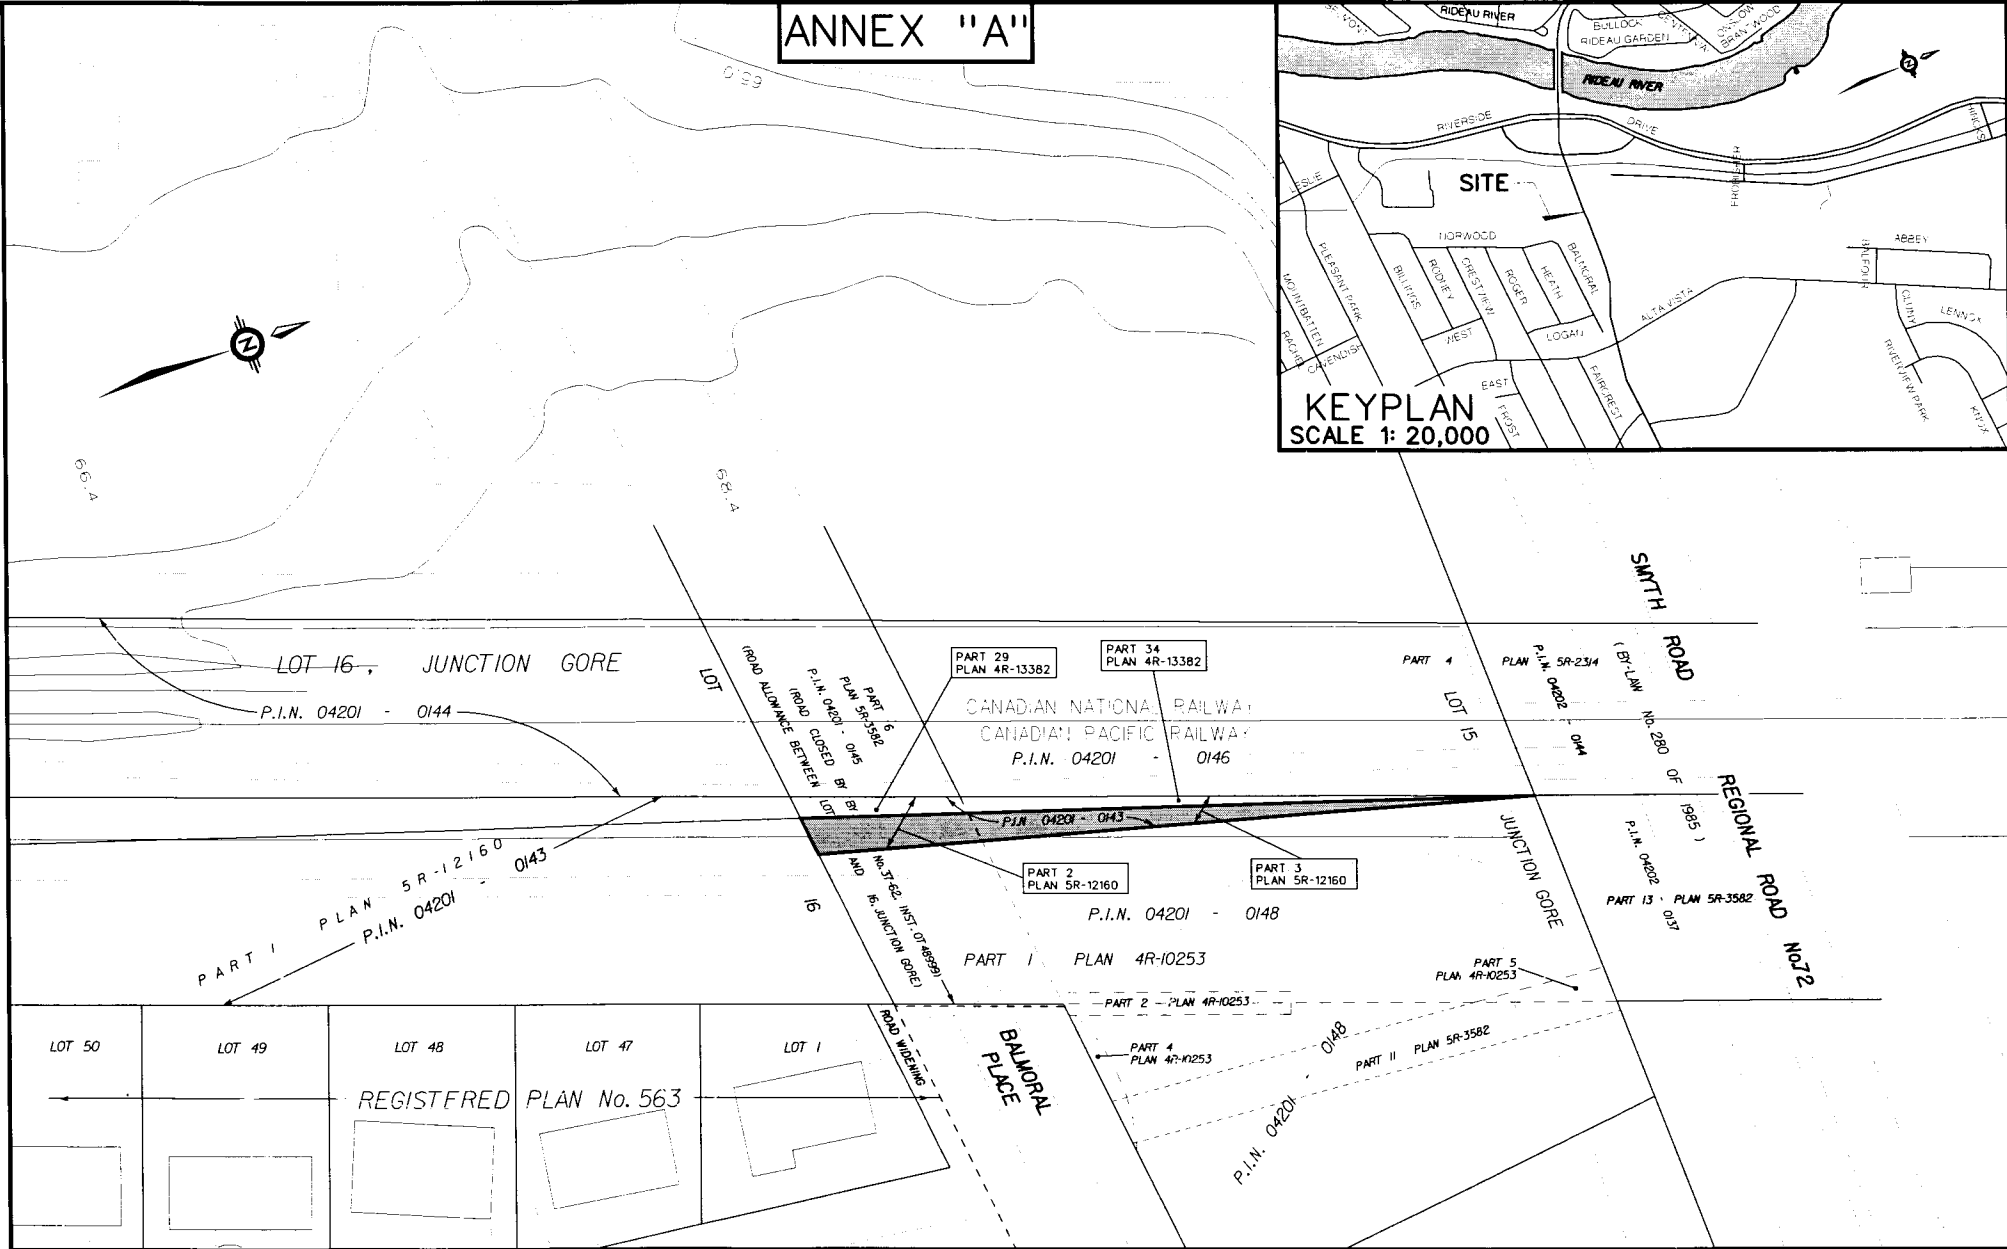 ANNEX "A"
RIDEAU RIVER
BULLOCK
RIDEAU GARDEN
RIDEAU RIVER
RIVERSIDE
DRIVE
HINCKS
LESLIE
SITE
FROBISHER
NORWOOD
ABBEY
BALFOUR
PLEASANT PARK
BILLINGS
RODNEY
CRESTVIEW
ROGER
HEATH
BALMORAL
MOUNTBATTEN
ALTA VISTA
CLUNY
LENNOX
WEST
LOGAN
CAVENDISH
RIVERVIEW PARK
EAST
FROST
FAIRCREST
KNOX
KEYPLAN
SCALE 1: 20,000
Z
65.0
66.4
68.4
SMYTH ROAD
(BY-LAW No. 280 OF 1985)
REGIONAL ROAD No.72
LOT 16, JUNCTION GORE
P.I.N. 04201 - 0144
LOT
16
(ROAD ALLOWANCE BETWEEN LOT
AND 16, JUNCTION GORE)
PART 6
PLAN 5R-3582
P.I.N. 04201 - 0145
(ROAD CLOSED BY BY
No. 37-62, INST. OT 48999)
PART 29
PLAN 4R-13382
PART 34
PLAN 4R-13382
CANADIAN NATIONAL RAILWAY
CANADIAN PACIFIC RAILWAY
P.I.N. 04201 - 0146
PART 4 PLAN 5R-2314
P.I.N. 04202 - 0144
LOT 15
JUNCTION GORE
P.I.N. 04201 - 0143
PART 2
PLAN 5R-12160
PART 3
PLAN 5R-12160
PART 1 PLAN 5R-12160
P.I.N. 04201 - 0143
P.I.N. 04201 - 0148
PART 1 PLAN 4R-10253
P.I.N. 04202 - 0137
PART 13 - PLAN 5R-3582
PART 5
PLAN 4R-10253
PART 2 - PLAN 4R-10253
PART 4
PLAN 4R-10253
PART 11 PLAN 5R-3582
P.I.N. 04201 - 0148
ROAD WIDENING
BALMORAL
PLACE
LOT 50
LOT 49
LOT 48
LOT 47
LOT 1
REGISTERED PLAN No. 563